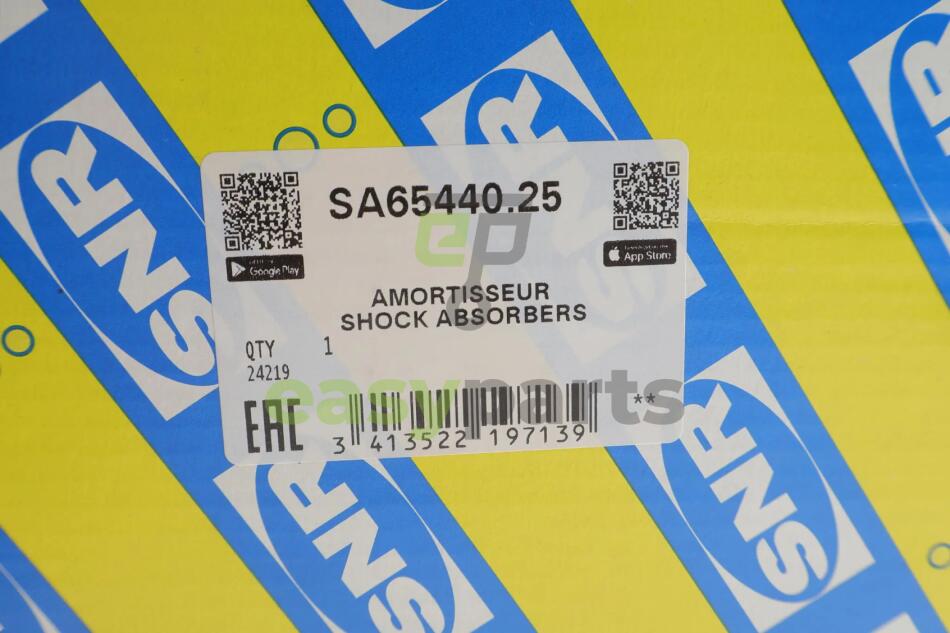 SNR
SNR
SNR
SA65440.25
ep
Google Play
App Store
AMORTISSEUR
SHOCK ABSORBERS
QTY 1
24219
easyparts
**
EAC
3 413522 197139
SNR
SNR